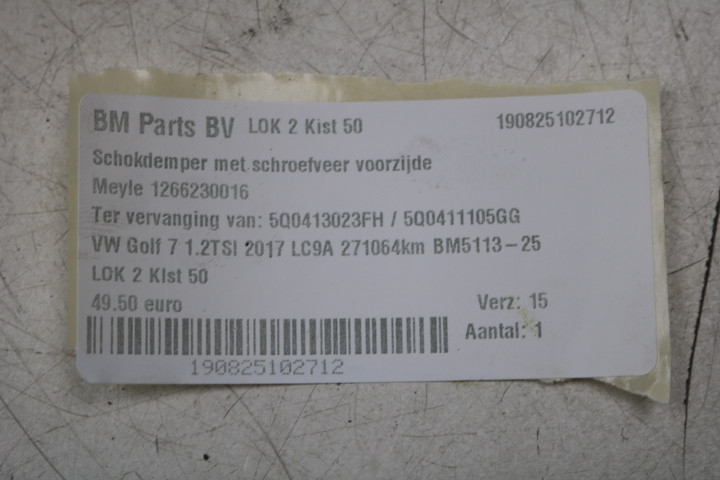 BM Parts BV LOK 2 Kist 50 190825102712
Schokdemper met schroefveer voorzijde
Meyle 1266230016
Ter vervanging van: 5Q0413023FH / 5Q0411105GG
VW Golf 7 1.2TSI 2017 LC9A 271064km BM5113-25
LOK 2 KIst 50
49.50 euro Verz: 15
Aantal: 1
190825102712